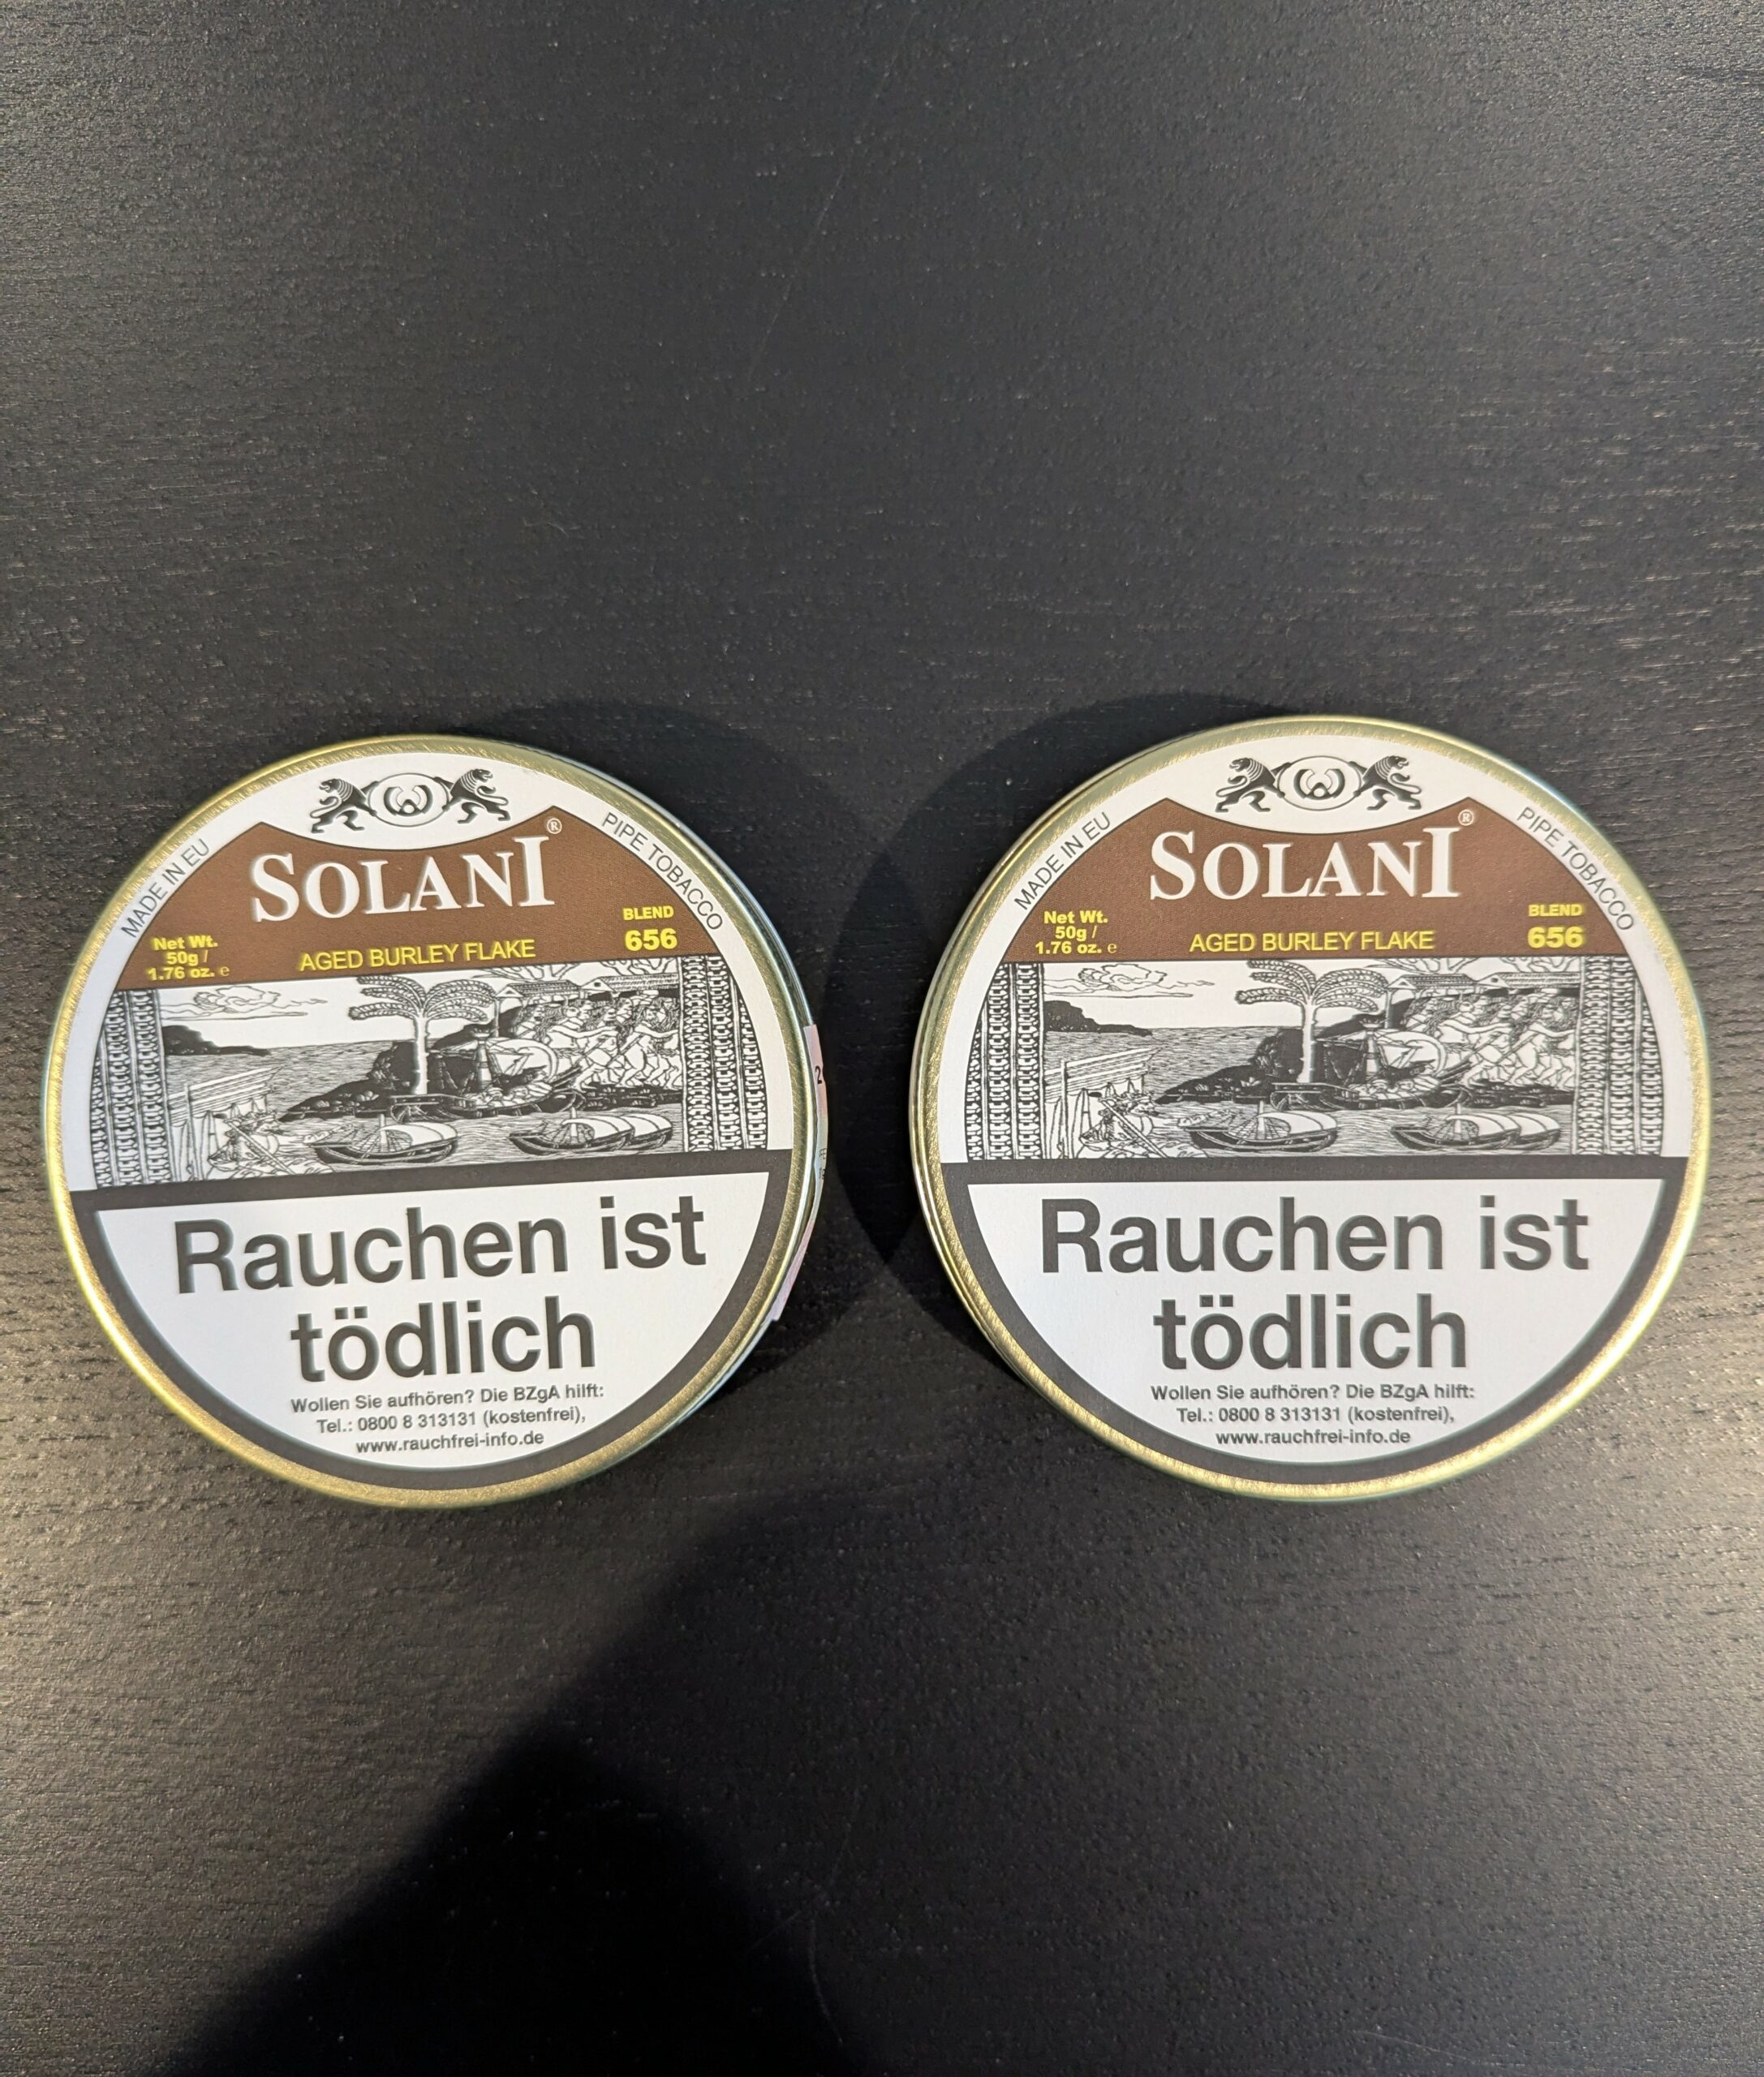 MADE IN EU
SOLANI®
PIPE TOBACCO
Net Wt.
50g /
1.76 oz. e
AGED BURLEY FLAKE
BLEND
656
Rauchen ist
tödlich
Wollen Sie aufhören? Die BZgA hilft:
Tel.: 0800 8 313131 (kostenfrei),
www.rauchfrei-info.de
MADE IN EU
SOLANI®
PIPE TOBACCO
Net Wt.
50g /
1.76 oz. e
AGED BURLEY FLAKE
BLEND
656
Rauchen ist
tödlich
Wollen Sie aufhören? Die BZgA hilft:
Tel.: 0800 8 313131 (kostenfrei),
www.rauchfrei-info.de